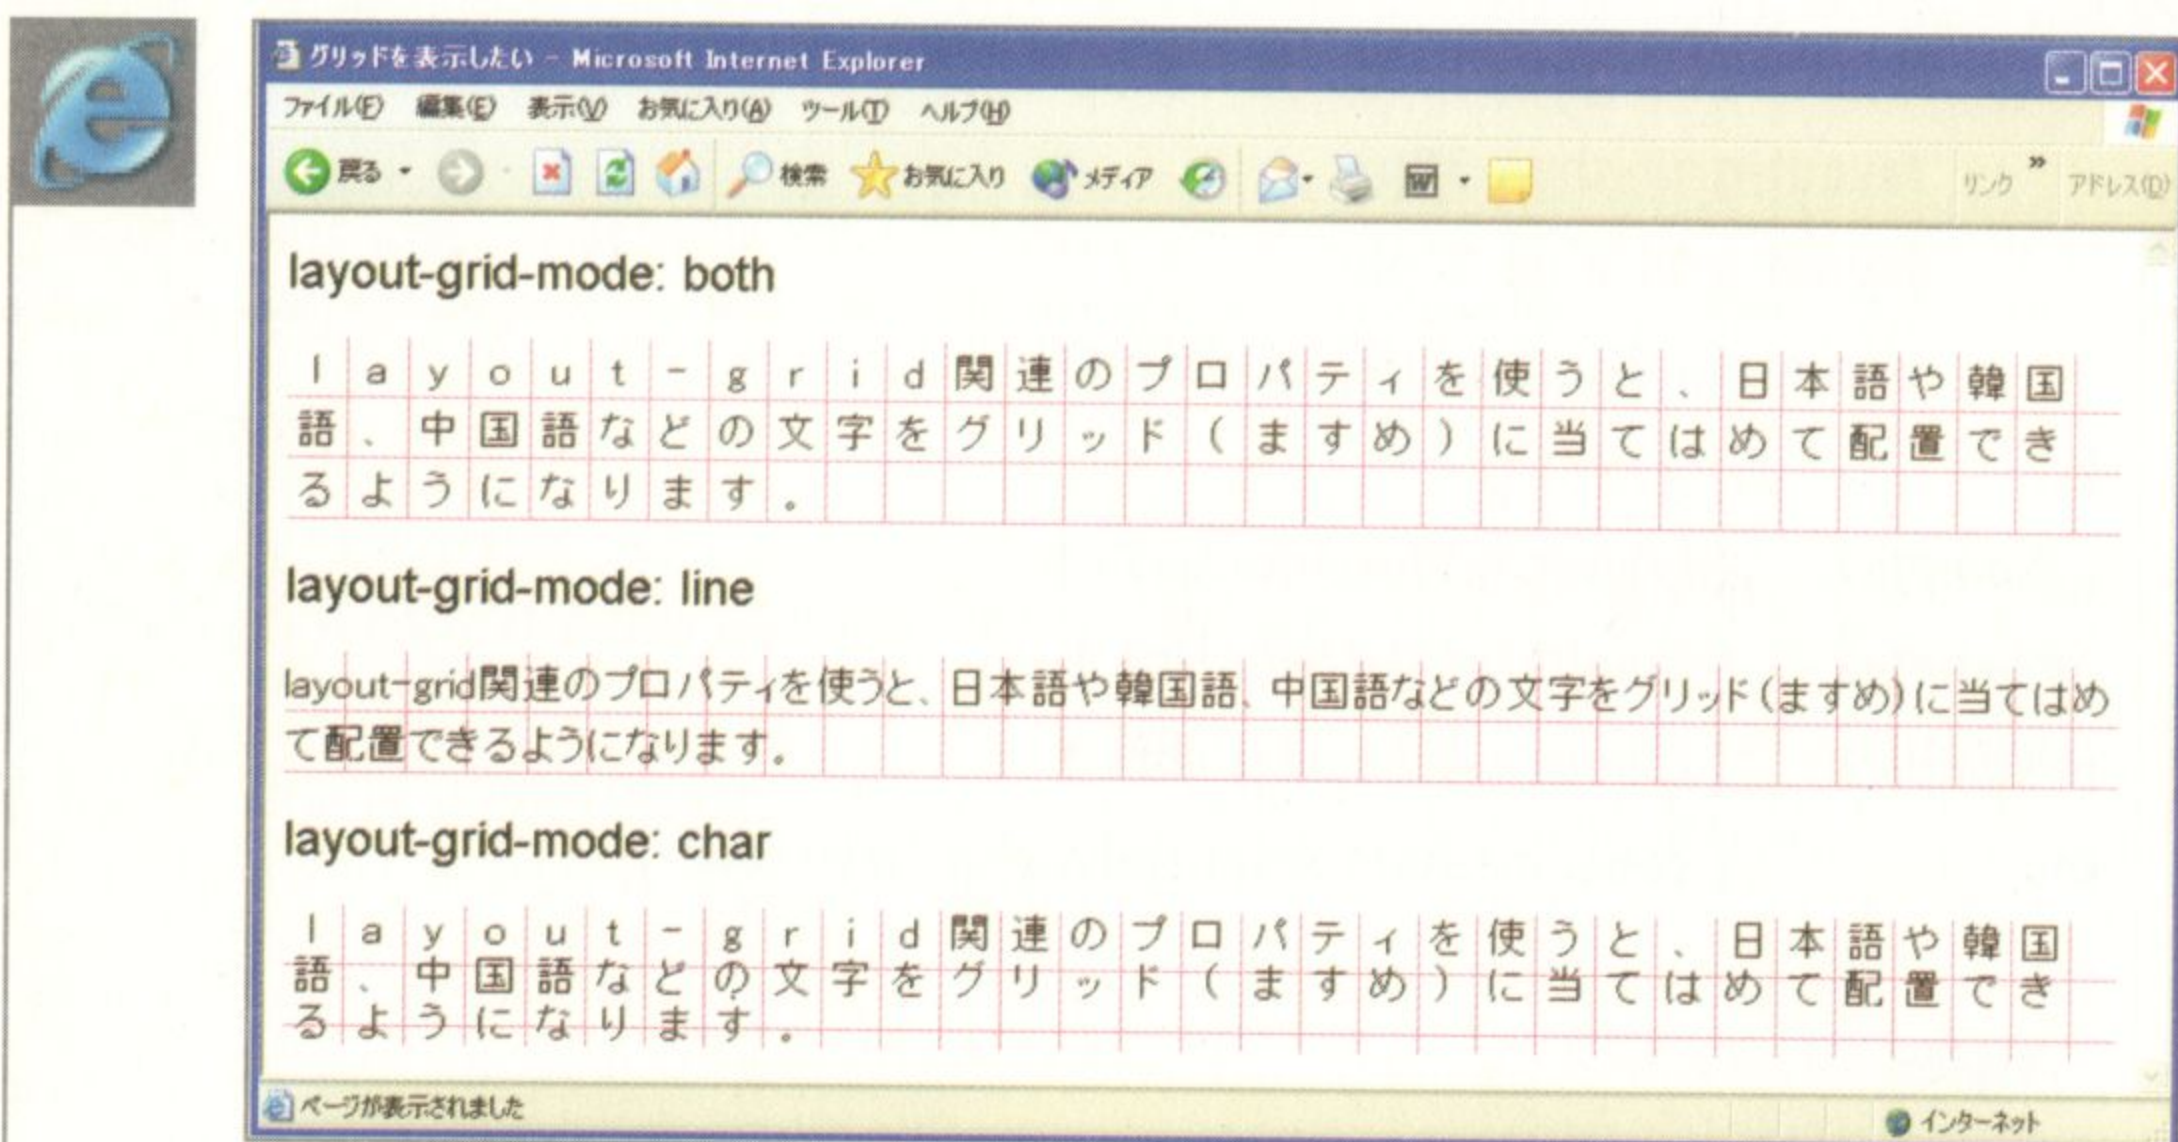 グリッドを表示したい - Microsoft Internet Explorer
ファイル(F) 編集(E) 表示(V) お気に入り(A) ツール(T) ヘルプ(H)
戻る 検索 お気に入り メディア リンク » アドレス(D)
layout-grid-mode: both
layout-grid関連のプロパティを使うと、日本語や韓国
語、中国語などの文字をグリッド(ますめ)に当てはめて配置でき
るようになります。
layout-grid-mode: line
layout-grid関連のプロパティを使うと、日本語や韓国語、中国語などの文字をグリッド(ますめ)に当てはめ
て配置できるようになります。
layout-grid-mode: char
layout-grid関連のプロパティを使うと、日本語や韓国
語、中国語などの文字をグリッド(ますめ)に当てはめて配置でき
るようになります。
ページが表示されました
インターネット